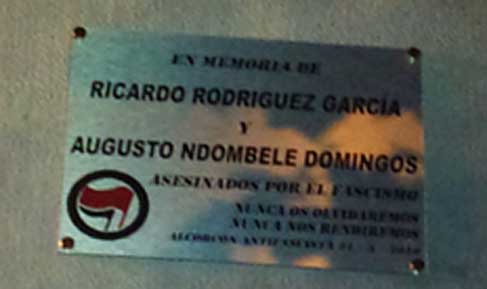 EN MEMORIA DE
RICARDO RODRIGUEZ GARCÍA
Y
AUGUSTO NDOMBELE DOMINGOS
ASESINADOS POR EL FASCISMO
NUNCA OS OLVIDAREMOS
NUNCA NOS RENDIREMOS
ALCORCON ANTIFASCISTA